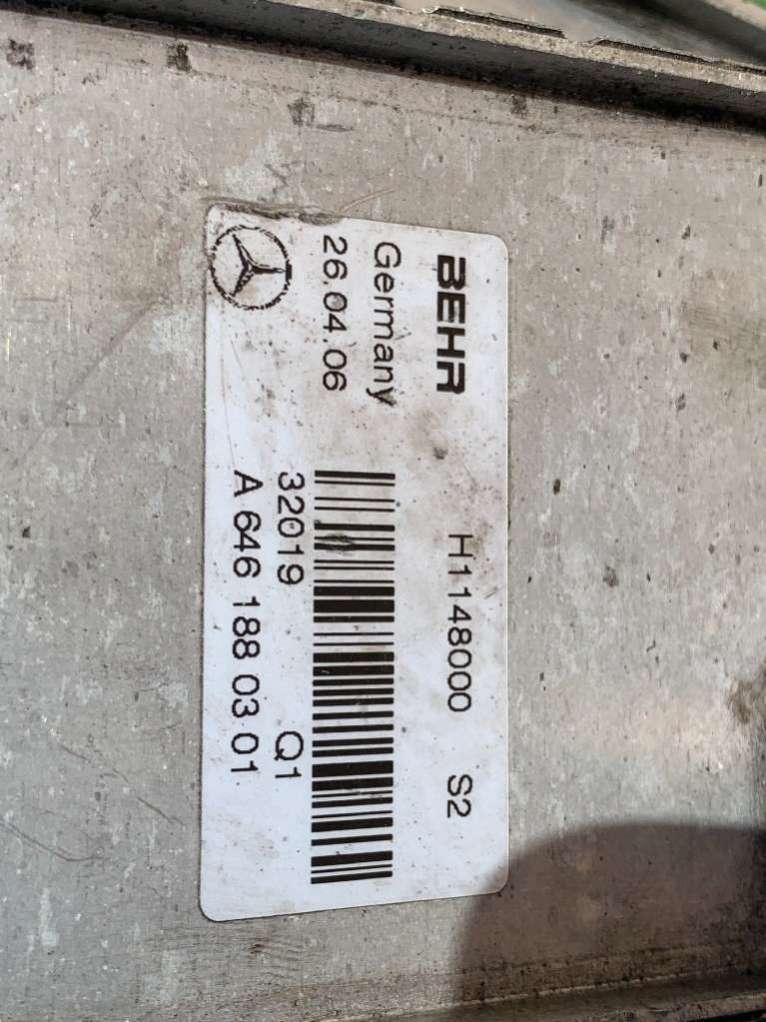 BEHR
H1148000 S2
Germany
26.04.06
32019 Q1
A 646 188 03 01